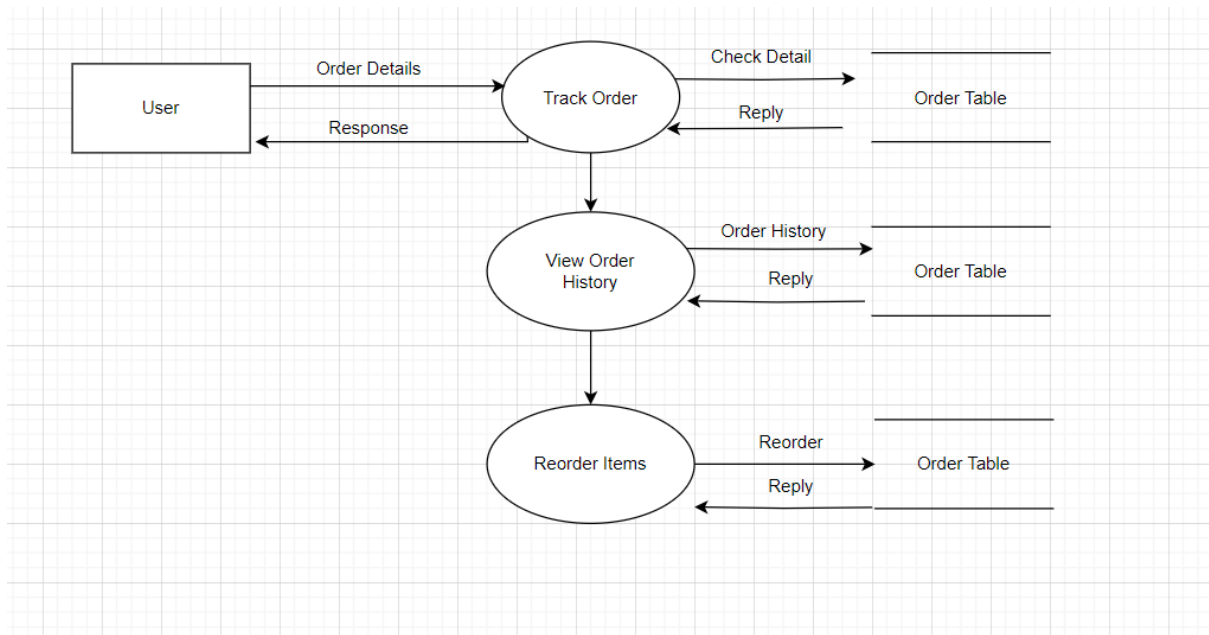 Check Detail
Order Details
User
Track Order
Order Table
Reply
Response
Order History
View Order
History
Order Table
Reply
Reorder
Reorder Items
Order Table
Reply